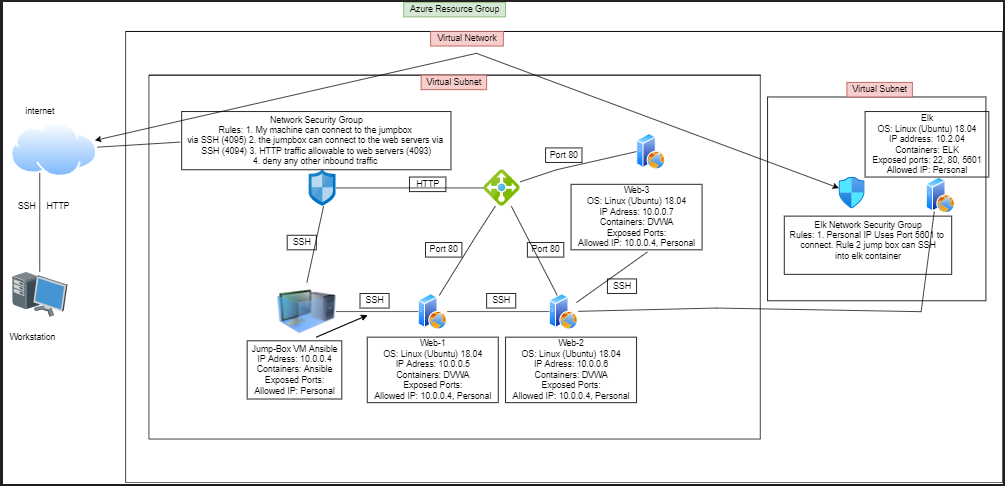 Azure Resource Group
Virtual Network
Virtual Subnet
Virtual Subnet
internet
Network Security Group
Rules: 1. My machine can connect to the jumpbox
via SSH (4095) 2. the jumpbox can connect to the web servers via
SSH (4094) 3. HTTP traffic allowable to web servers (4093)
4. deny any other inbound traffic
Elk
OS: Linux (Ubuntu) 18.04
IP address: 10.2.04
Containers: ELK
Exposed ports: 22, 80, 5601
Allowed IP: Personal
Port 80
HTTP
SSH
HTTP
Web-3
OS: Linux (Ubuntu) 18.04
IP Adress: 10.0.0.7
Containers: DVWA
Exposed Ports:
Allowed IP: 10.0.0.4, Personal
SSH
Port 80
Port 80
Elk Network Security Group
Rules: 1. Personal IP Uses Port 5601 to
connect. Rule 2 jump box can SSH
into elk container
SSH
SSH
SSH
Workstation
Jump-Box VM Ansible
IP Adress: 10.0.0.4
Containers: Ansible
Exposed Ports:
Allowed IP: Personal
Web-1
OS: Linux (Ubuntu) 18.04
IP Adress: 10.0.0.5
Containers: DVWA
Exposed Ports:
Allowed IP: 10.0.0.4, Personal
Web-2
OS: Linux (Ubuntu) 18.04
IP Adress: 10.0.0.6
Containers: DVWA
Exposed Ports:
Allowed IP: 10.0.0.4, Personal